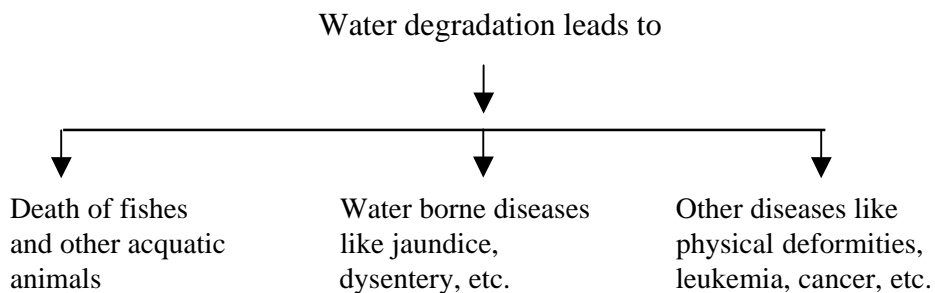 Water degradation leads to
Death of fishes
and other acquatic
animals
Water borne diseases
like jaundice,
dysentery, etc.
Other diseases like
physical deformities,
leukemia, cancer, etc.